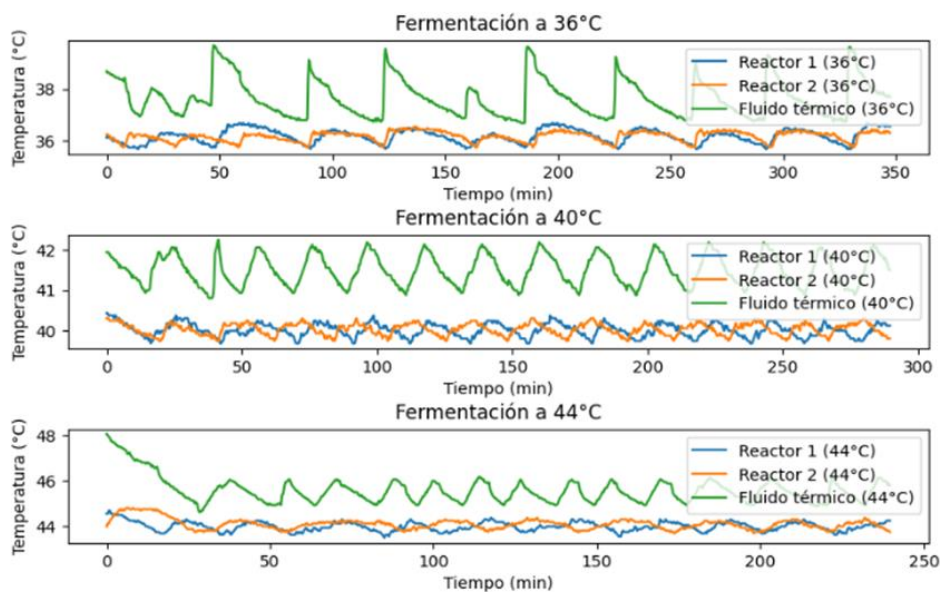 Fermentación a 36°C
Temperatura (°C)
38
36
Reactor 1 (36°C)
Reactor 2 (36°C)
Fluido térmico (36°C)
0 50 100 150 200 250 300 350
Tiempo (min)
Fermentación a 40°C
Temperatura (°C)
42
41
40
Reactor 1 (40°C)
Reactor 2 (40°C)
Fluido térmico (40°C)
0 50 100 150 200 250 300
Tiempo (min)
Fermentación a 44°C
Temperatura (°C)
48
46
44
Reactor 1 (44°C)
Reactor 2 (44°C)
Fluido térmico (44°C)
0 50 100 150 200 250
Tiempo (min)